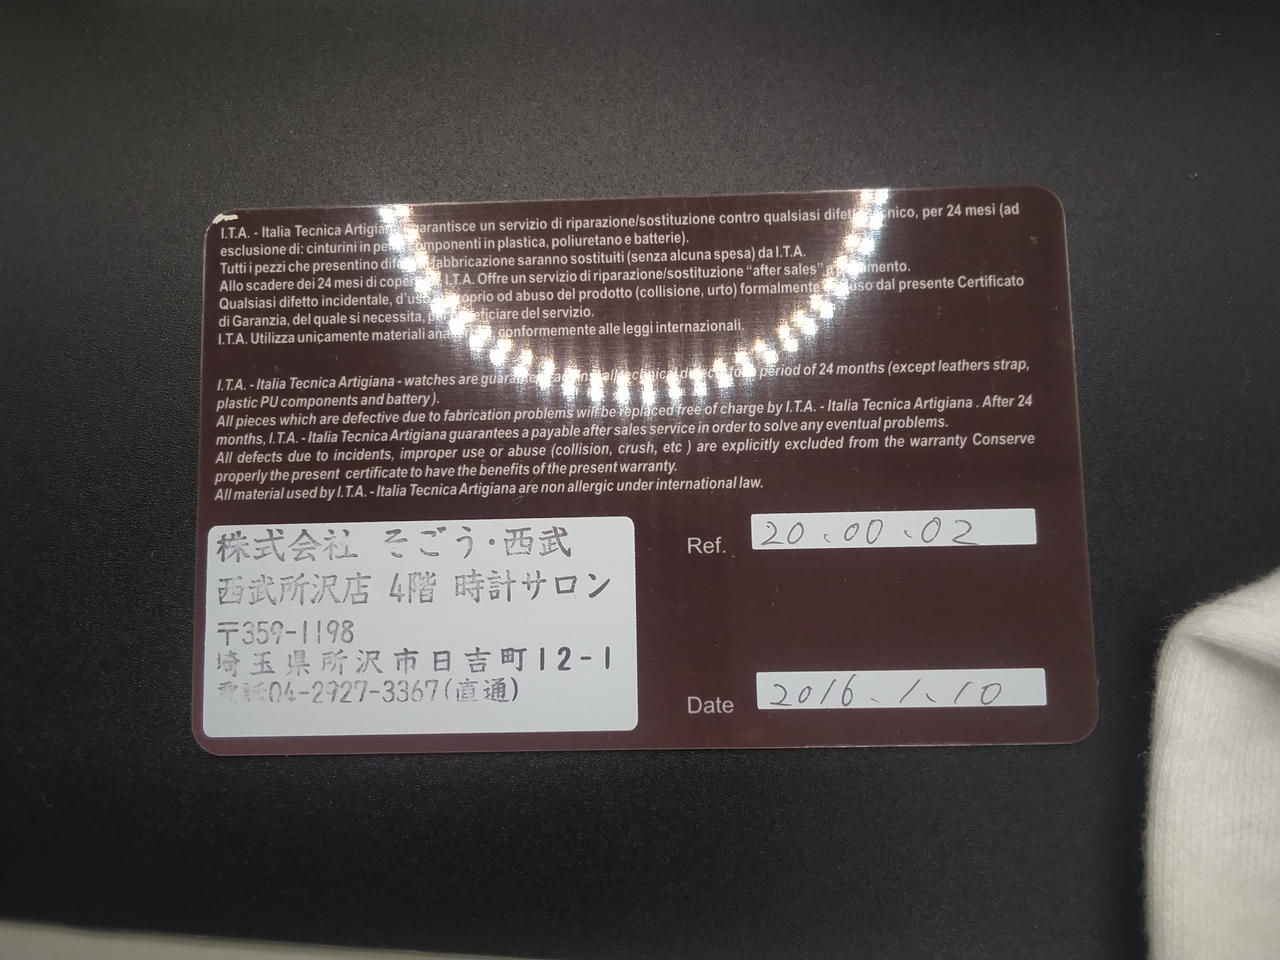 I.T.A. - Italia Tecnica Artigiana garantisce un servizio di riparazione/sostituzione contro qualsiasi difetto tecnico, per 24 mesi (ad
esclusione di: cinturini in componenti in plastica, poliuretano e batterie).
Tutti i pezzi che presentino fabbricazione saranno sostituiti (senza alcuna spesa) da I.T.A.
Allo scadere dei 24 mesi di I.T.A. Offre un servizio di riparazione/sostituzione "after sales" a pagamento.
Qualsiasi difetto incidentale, d'uso od abuso del prodotto (collisione, urto) formalmente dal presente Certificato
di Garanzia, del quale si necessita, del servizio.
I.T.A. Utilizza uniçamente materiali conformemente alle leggi internazionali.
I.T.A. - Italia Tecnica Artigiana - watches are guaranteed against all technical defects for a period of 24 months (except leathers strap,
plastic PU components and battery).
All pieces which are defective due to fabrication problems will be replaced free of charge by I.T.A. - Italia Tecnica Artigiana . After 24
months, I.T.A. - Italia Tecnica Artigiana guarantees a payable after sales service in order to solve any eventual problems.
All defects due to incidents, improper use or abuse (collision, crush, etc ) are explicitly excluded from the warranty Conserve
properly the present certificate to have the benefits of the present warranty.
All material used by I.T.A. - Italia Tecnica Artigiana are non allergic under international law.
株式会社 そごう・西武
西武所沢店 4階 時計サロン
〒359-1198
埼玉県所沢市日吉町12-1
電話04-2927-3367(直通)
Ref. 20.00.02
Date 2016.1.10